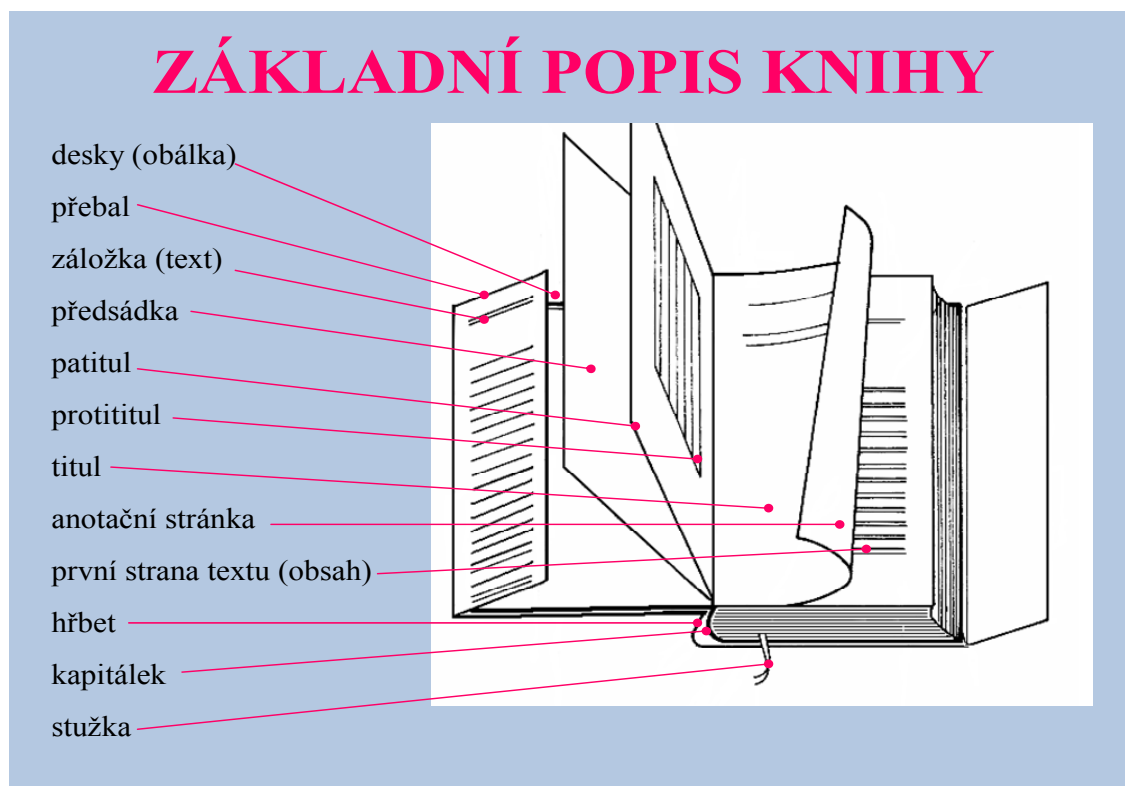 ZÁKLADNÍ POPIS KNIHY
desky (obálka)
přebal
záložka (text)
předsádka
patitul
protititul
titul
anotační stránka
první strana textu (obsah)
hřbet
kapitálek
stužka